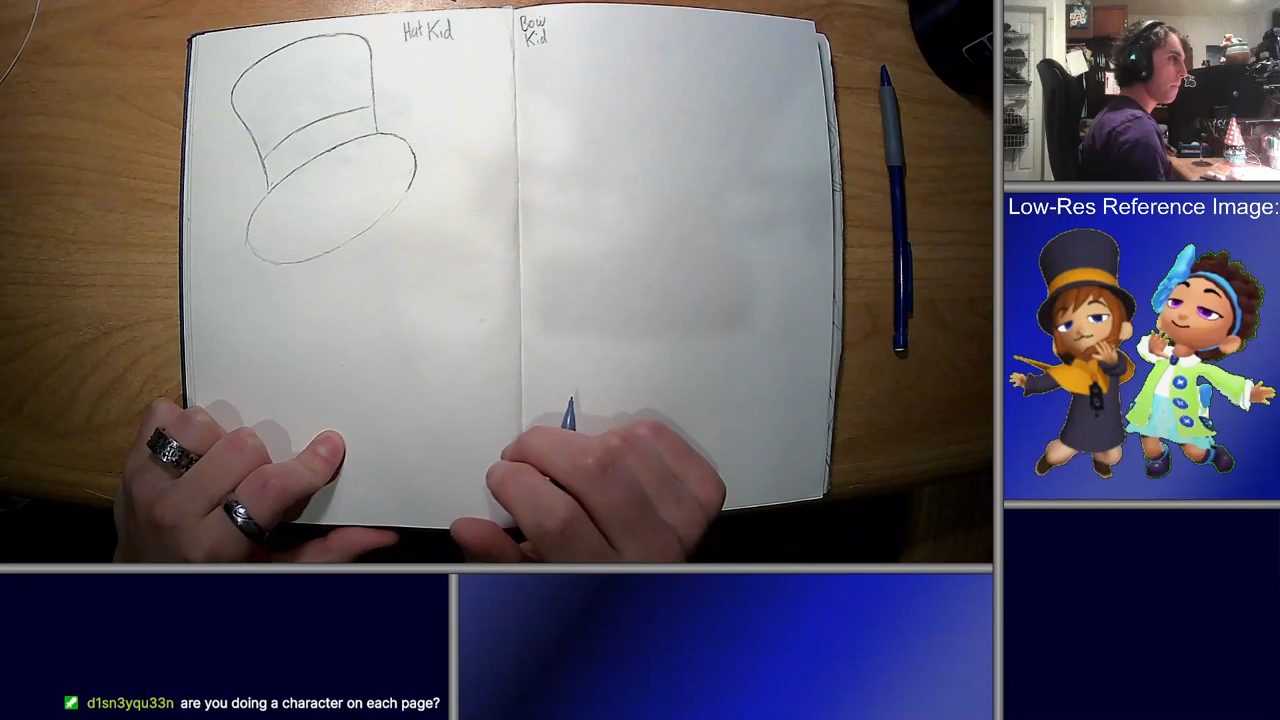 Hat Kid
Bow
Kid
Low-Res Reference Image:
d1sn3yqu33n are you doing a character on each page?